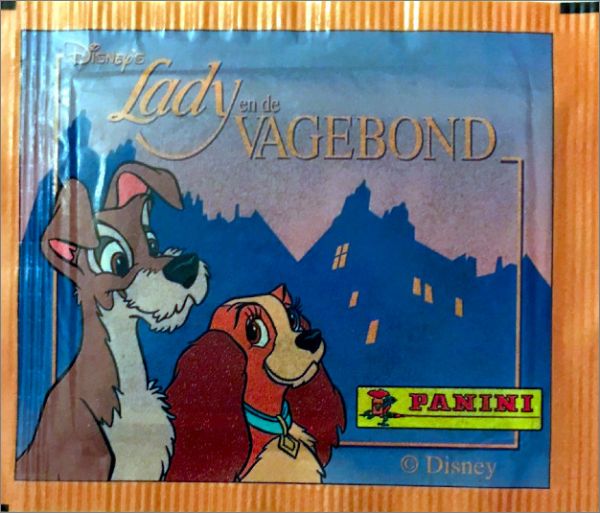 Disney's
Lady en de
VAGEBOND
PANINI
© Disney